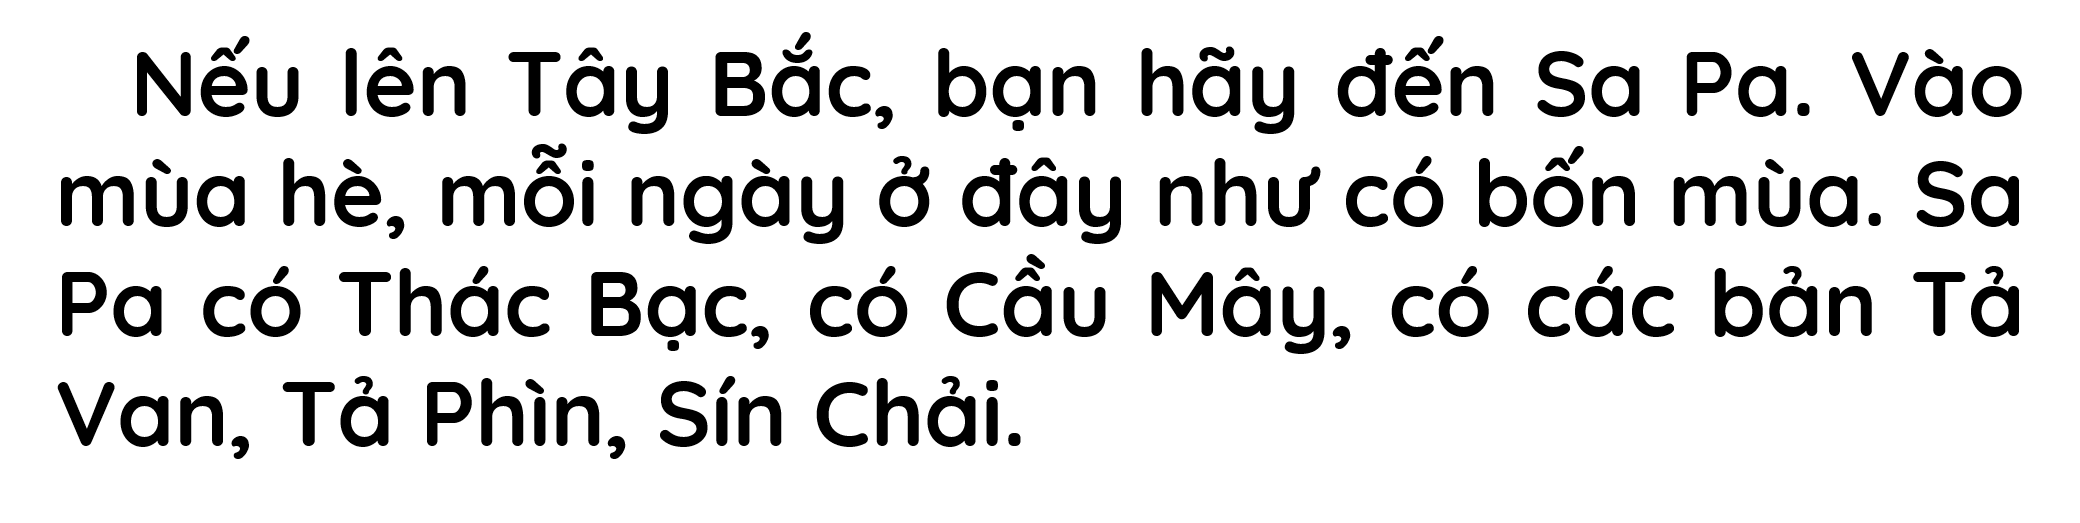 Nếu lên Tây Bắc, bạn hãy đến Sa Pa. Vào
mùa hè, mỗi ngày ở đây như có bốn mùa. Sa
Pa có Thác Bạc, có Cầu Mây, có các bản Tả
Van, Tả Phìn, Sín Chải.